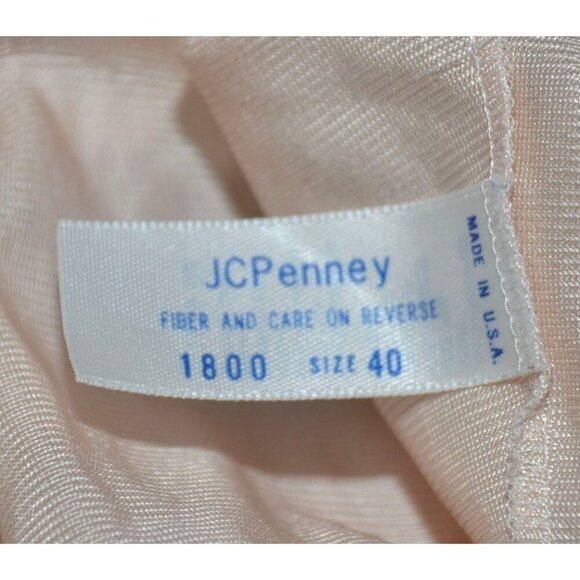 JCPenney
FIBER AND CARE ON REVERSE
1800 SIZE 40
MADE IN U.S.A.